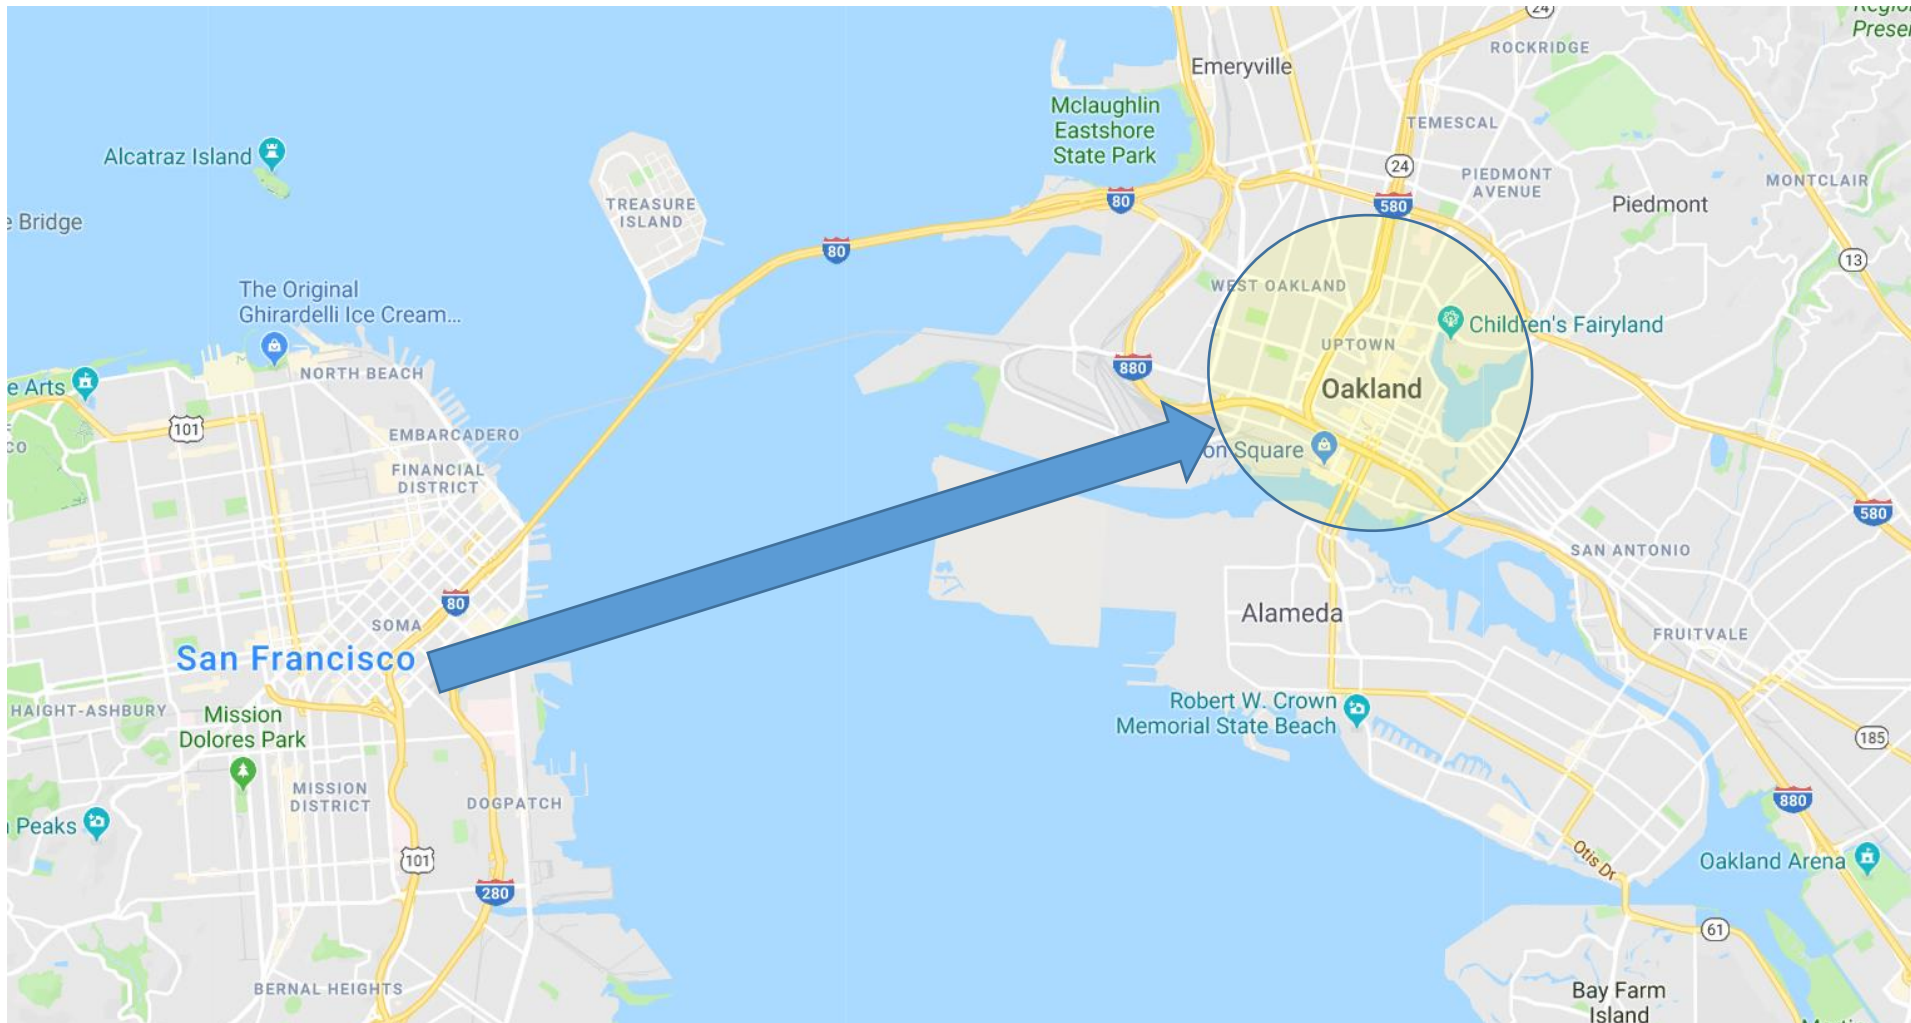 24
Preser
ROCKRIDGE
Emeryville
Mclaughlin
Eastshore
State Park
TEMESCAL
Alcatraz Island
24
PIEDMONT
AVENUE
MONTCLAIR
TREASURE
ISLAND
80
580
Piedmont
e Bridge
80
13
The Original
Ghirardelli Ice Cream...
WEST OAKLAND
Children's Fairyland
UPTOWN
NORTH BEACH
880
e Arts
Oakland
101
EMBARCADERO
CO
on Square
FINANCIAL
DISTRICT
580
SAN ANTONIO
80
Alameda
SOMA
FRUITVALE
San Francisco
HAIGHT-ASHBURY
Mission
Dolores Park
Robert W. Crown
Memorial State Beach
185
MISSION
DISTRICT
DOGPATCH
880
Peaks
101
Otis Dr
Oakland Arena
280
61
BERNAL HEIGHTS
Bay Farm
Island